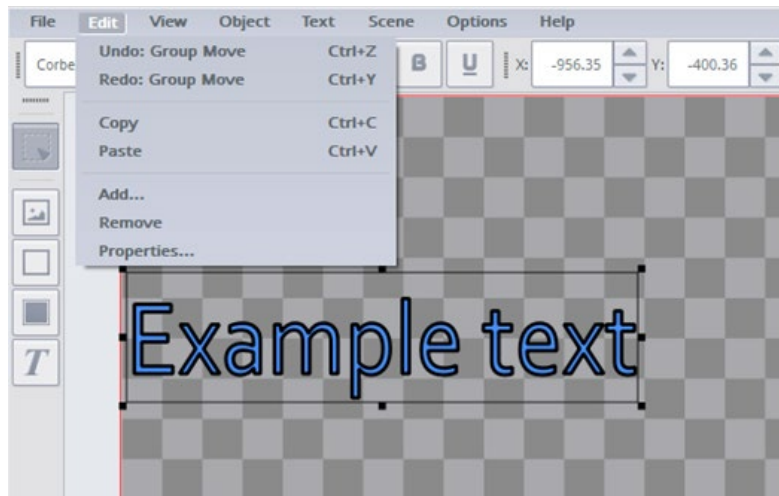 File Edit View Object Text Scene Options Help
Corbe B U X: -956.35 Y: -400.36
Undo: Group Move Ctrl+Z
Redo: Group Move Ctrl+Y
Copy Ctrl+C
Paste Ctrl+V
Add...
Remove
Properties...
T
Example text